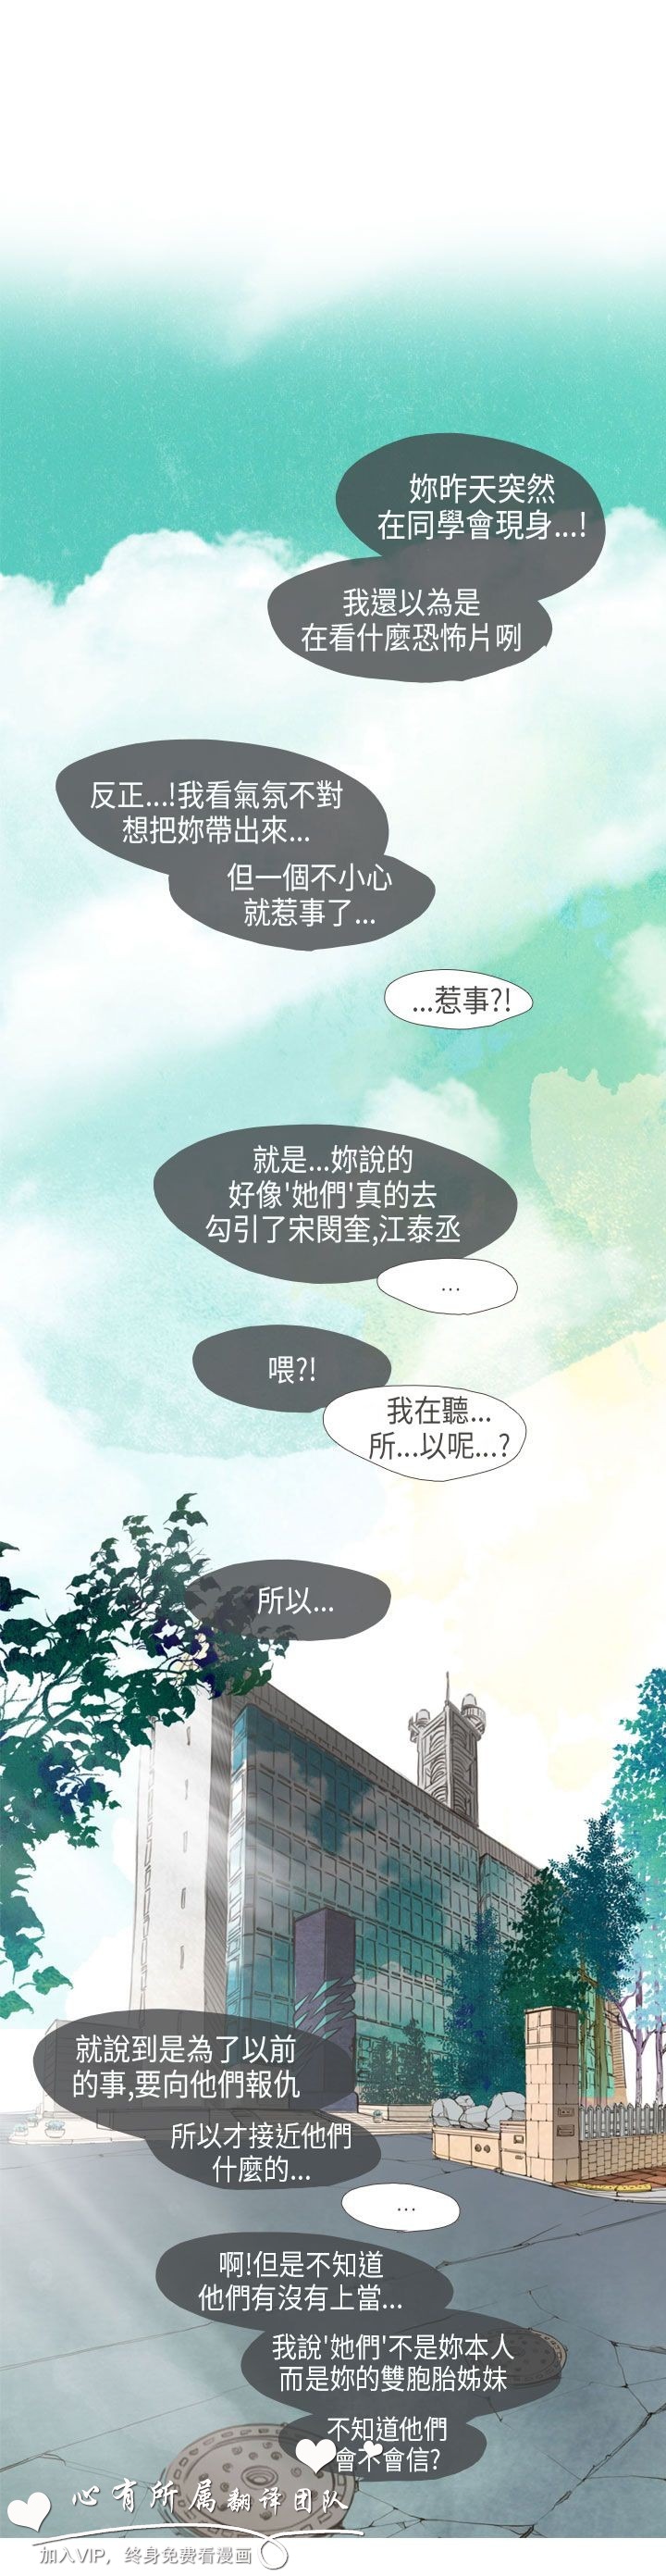 妳昨天突然
在同學會現身...!
我還以為是
在看什麼恐怖片咧
反正...!我看氣氛不對
想把妳帶出來...
但一個不小心
就惹事了...
...惹事?!
就是...妳說的
好像'她們'真的去
勾引了宋閔奎,江泰丞
...
喂?!
我在聽...
所...以呢...?
所以...
就說到是為了以前
的事,要向他們報仇
所以才接近他們
什麼的...
...
啊!但是不知道
他們有沒有上當...
我說'她們'不是妳本人
而是妳的雙胞胎姊妹
不知道他們
會不會信?
心有所属翻译团队
加入VIP，终身免费看漫画